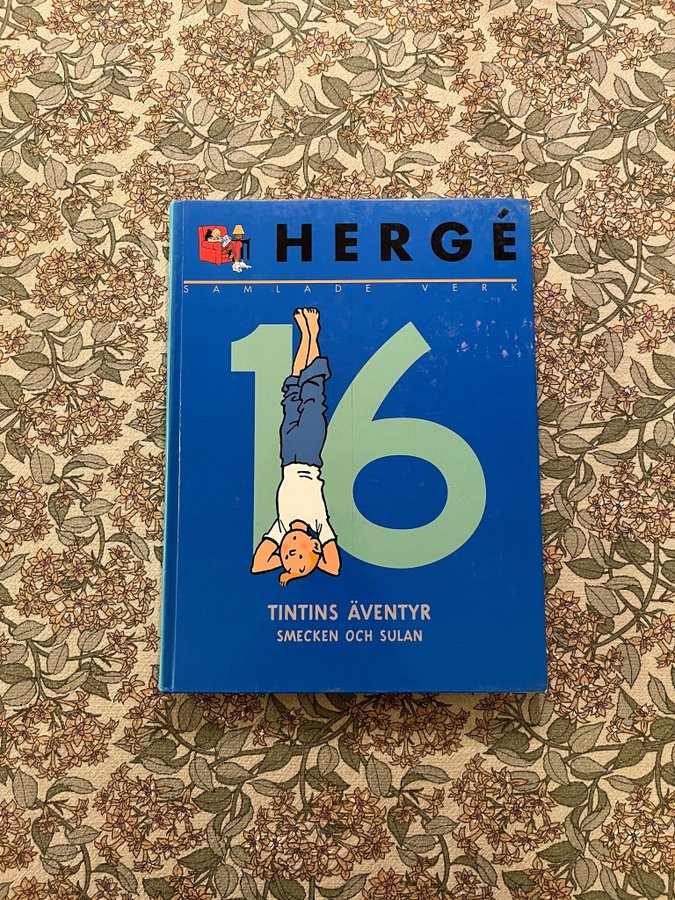 HERGÉ
SAMLADE VERK
16
TINTINS ÄVENTYR
SMECKEN OCH SULAN